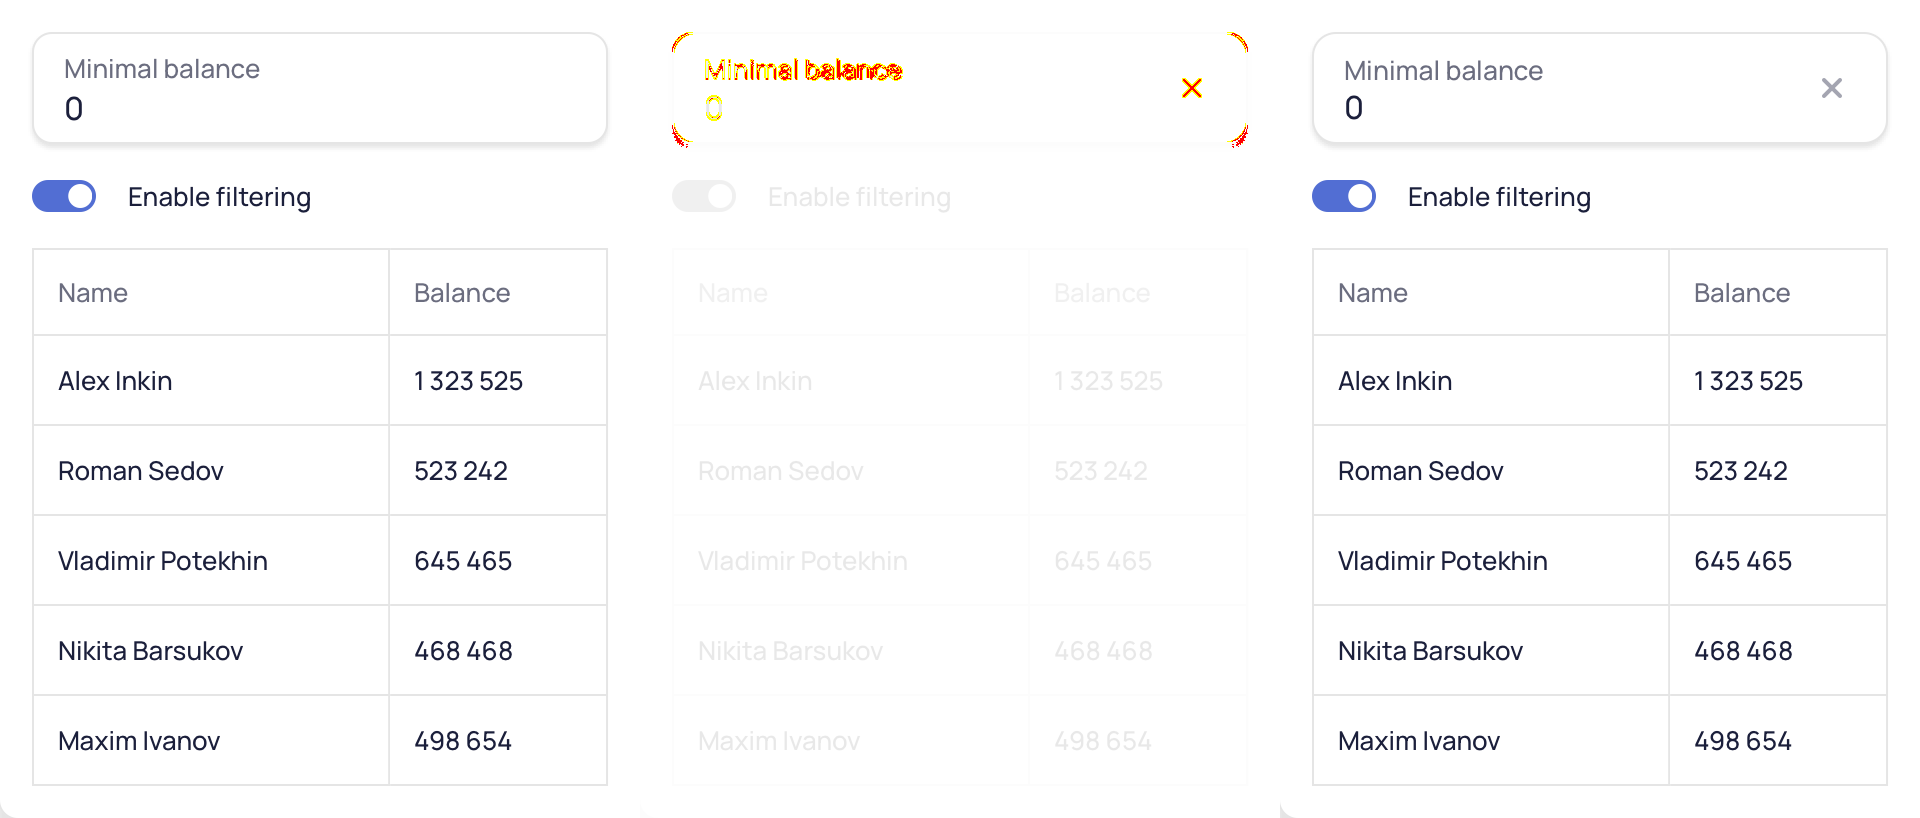 Minimal balance
0
Enable filtering
Name Balance
Alex Inkin 1 323 525
Roman Sedov 523 242
Vladimir Potekhin 645 465
Nikita Barsukov 468 468
Maxim Ivanov 498 654
Minimal balance
0
Enable filtering
Name Balance
Alex Inkin 1 323 525
Roman Sedov 523 242
Vladimir Potekhin 645 465
Nikita Barsukov 468 468
Maxim Ivanov 498 654
Minimal balance
0
Enable filtering
Name Balance
Alex Inkin 1 323 525
Roman Sedov 523 242
Vladimir Potekhin 645 465
Nikita Barsukov 468 468
Maxim Ivanov 498 654